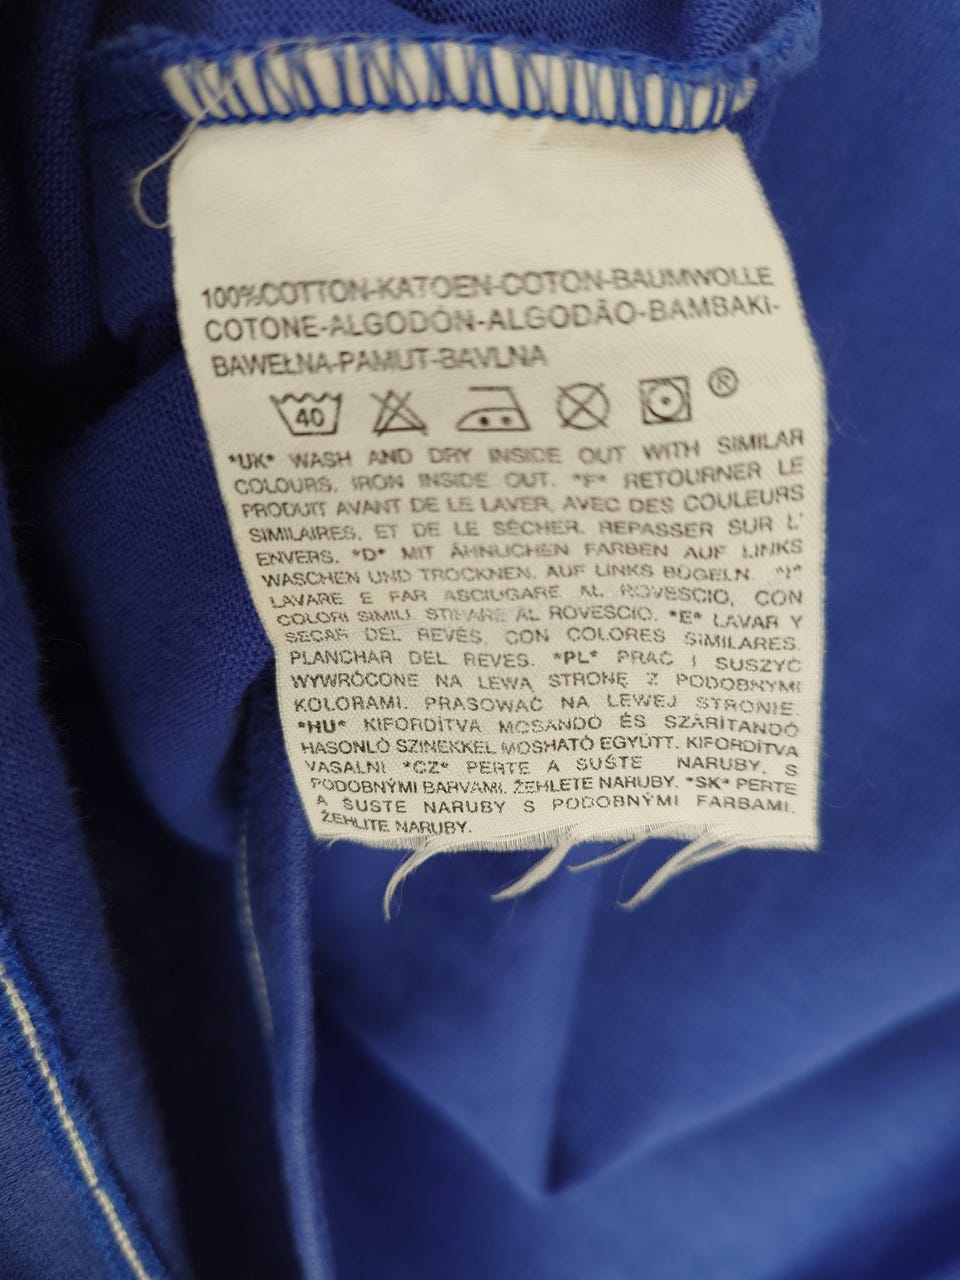 100%COTTON-KATOEN-COTON-BAUMWOLLE
COTONE-ALGODÓN-ALGODÃO-BAMBAKI-
BAWEŁNA-PAMUT-BAVLNA
40 ®
*UK* WASH AND DRY INSIDE OUT WITH SIMILAR
COLOURS. IRON INSIDE OUT. *F* RETOURNER LE
PRODUIT AVANT DE LE LAVER, AVEC DES COULEURS
SIMILAIRES, ET DE LE SÉCHER. REPASSER SUR L'
ENVERS. *D* MIT ÄHNLICHEN FARBEN AUF LINKS
WASCHEN UND TROCKNEN. AUF LINKS BÜGELN. *I*
LAVARE E FAR ASCIUGARE AL ROVESCIO, CON
COLORI SIMILI. STIRARE AL ROVESCIO. *E* LAVAR Y
SECAR DEL REVÉS, CON COLORES SIMILARES.
PLANCHAR DEL REVES. *PL* PRAĆ I SUSZYĆ
WYWRÓCONE NA LEWĄ STRONĘ Z PODOBNYMI
KOLORAMI. PRASOWAĆ NA LEWEJ STRONIE.
*HU* KIFORDÍTVA MOSANDÓ ÉS SZÁRÍTANDÓ
HASONLÓ SZINEKKEL MOSHATÓ EGYÜTT. KIFORDÍTVA
VASALNI *CZ* PERTE A SUŠTE NARUBY, S
PODOBNÝMI BARVAMI. ŽEHLETE NARUBY. *SK* PERTE
A SUSTE NARUBY S PODOBNÝMI FARBAMI.
ŽEHLITE NARUBY.